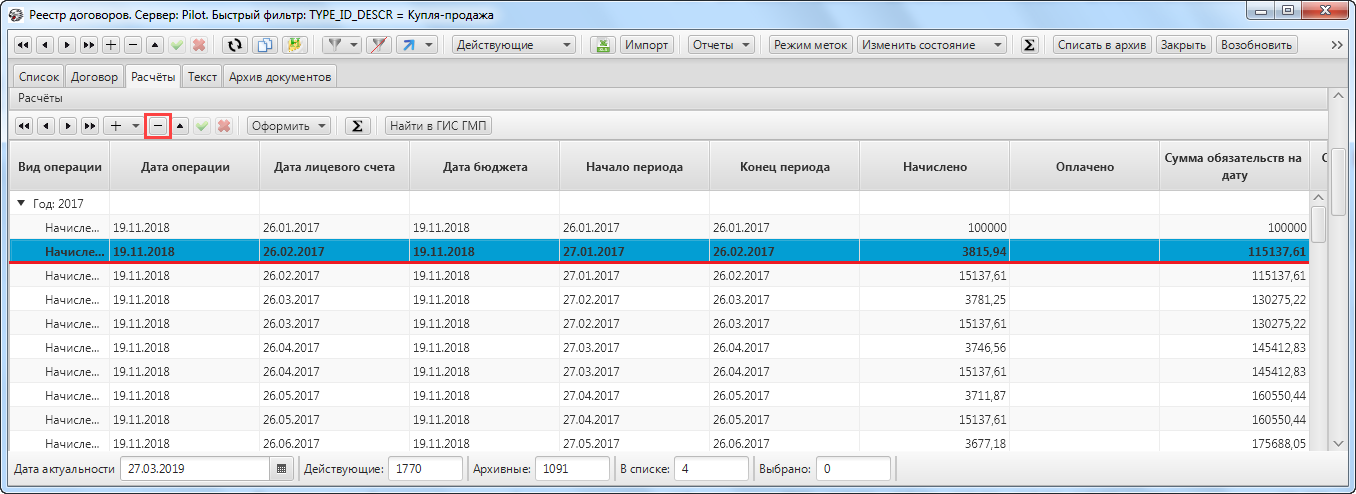 Реестр договоров. Сервер: Pilot. Быстрый фильтр: TYPE_ID_DESCR = Купля-продажа
Действующие Импорт Отчеты Режим меток Изменить состояние Σ Списать в архив Закрыть Возобновить
Список Договор Расчёты Текст Архив документов
Расчёты
Оформить Σ Найти в ГИС ГМП
Вид операции Дата операции Дата лицевого счета Дата бюджета Начало периода Конец периода Начислено Оплачено Сумма обязательств на дату
Год: 2017
Начисле... 19.11.2018 26.01.2017 19.11.2018 26.01.2017 26.01.2017 100000 100000
Начисле... 19.11.2018 26.02.2017 19.11.2018 27.01.2017 26.02.2017 3815,94 115137,61
Начисле... 19.11.2018 26.02.2017 19.11.2018 27.01.2017 26.02.2017 15137,61 115137,61
Начисле... 19.11.2018 26.03.2017 19.11.2018 27.02.2017 26.03.2017 3781,25 130275,22
Начисле... 19.11.2018 26.03.2017 19.11.2018 27.02.2017 26.03.2017 15137,61 130275,22
Начисле... 19.11.2018 26.04.2017 19.11.2018 27.03.2017 26.04.2017 3746,56 145412,83
Начисле... 19.11.2018 26.04.2017 19.11.2018 27.03.2017 26.04.2017 15137,61 145412,83
Начисле... 19.11.2018 26.05.2017 19.11.2018 27.04.2017 26.05.2017 3711,87 160550,44
Начисле... 19.11.2018 26.05.2017 19.11.2018 27.04.2017 26.05.2017 15137,61 160550,44
Начисле... 19.11.2018 26.06.2017 19.11.2018 27.05.2017 26.06.2017 3677,18 175688,05
Дата актуальности 27.03.2019 Действующие: 1770 Архивные: 1091 В списке: 4 Выбрано: 0